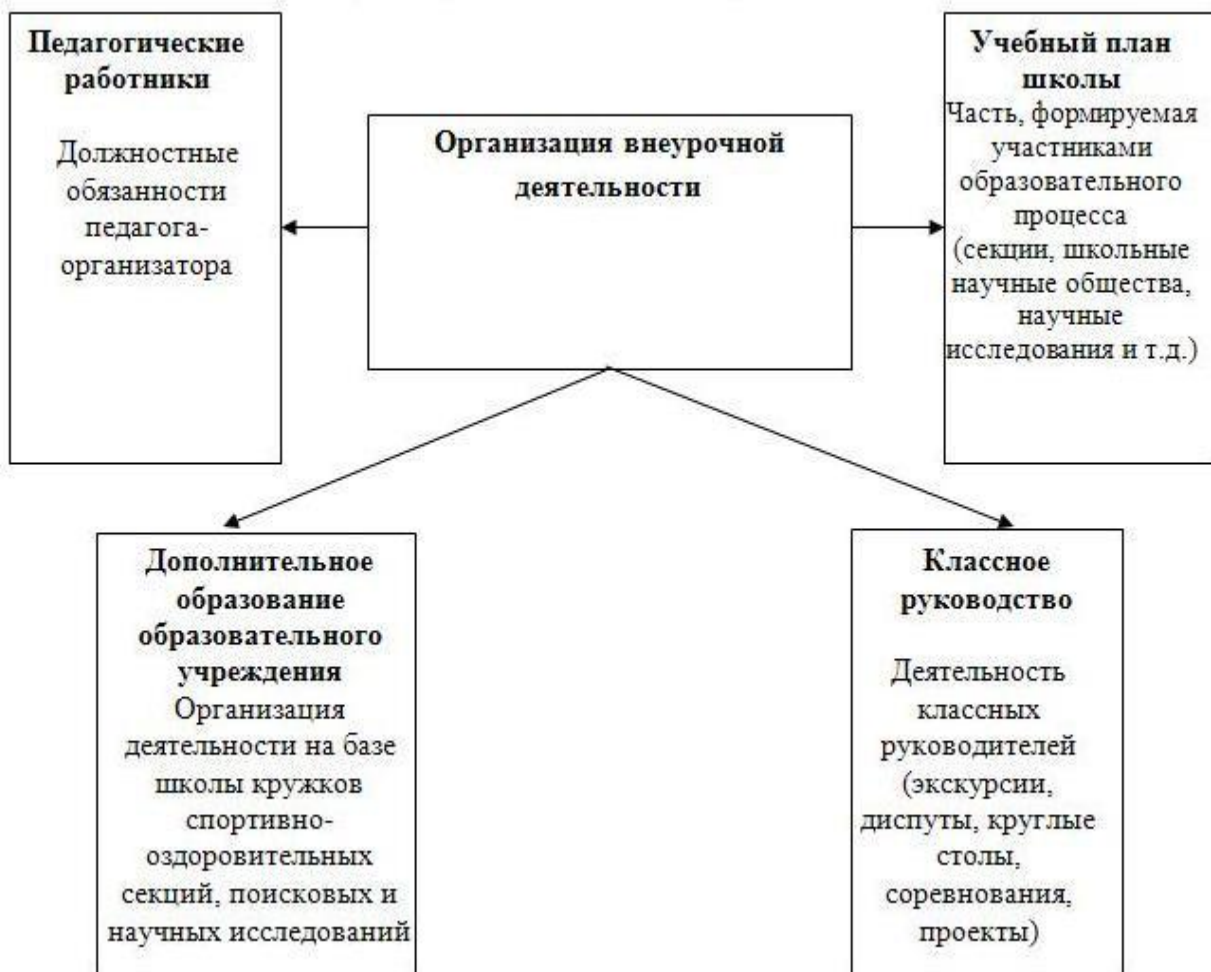 Педагогические
работники
Должностные
обязанности
педагога-
организатора
Организация внеурочной
деятельности
Учебный план
школы
Часть, формируемая
участниками
образовательного
процесса
(секции, школьные
научные общества,
научные
исследования и т.д.)
Дополнительное
образование
образовательного
учреждения
Организация
деятельности на базе
школы кружков
спортивно-
оздоровительных
секций, поисковых и
научных исследований
Классное
руководство
Деятельность
классных
руководителей
(экскурсии,
диспуты, круглые
столы,
соревнования,
проекты)